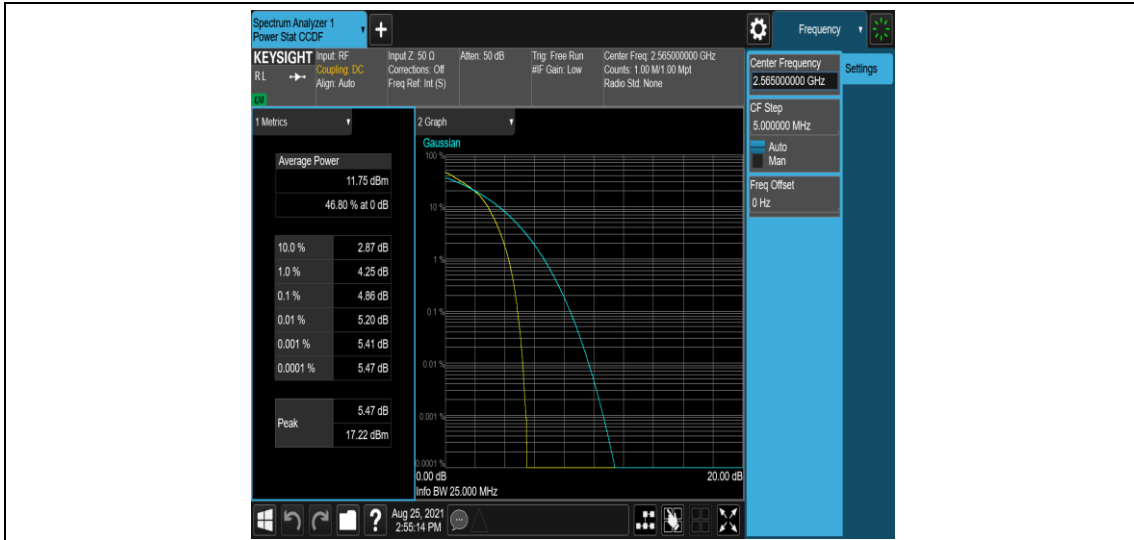 Spectrum Analyzer 1
Power Stat CCDF
Frequency
KEYSIGHT
RL
Input: RF
Coupling: DC
Align: Auto
Input Z: 50 Ω
Corrections: Off
Freq Ref: Int (S)
Atten: 50 dB
Trig: Free Run
#IF Gain: Low
Center Freq: 2.565000000 GHz
Counts: 1.00 M/1.00 Mpt
Radio Std: None
Center Frequency
2.565000000 GHz
Settings
CF Step
5.000000 MHz
Auto
Man
Freq Offset
0 Hz
1 Metrics
Average Power
11.75 dBm
46.80 % at 0 dB
10.0 % 2.87 dB
1.0 % 4.25 dB
0.1 % 4.86 dB
0.01 % 5.20 dB
0.001 % 5.41 dB
0.0001 % 5.47 dB
Peak
5.47 dB
17.22 dBm
2 Graph
Gaussian
100 %
10 %
1 %
0.1 %
0.01 %
0.001 %
0.0001 %
0.00 dB
20.00 dB
Info BW 25.000 MHz
?
Aug 25, 2021
2:55:14 PM